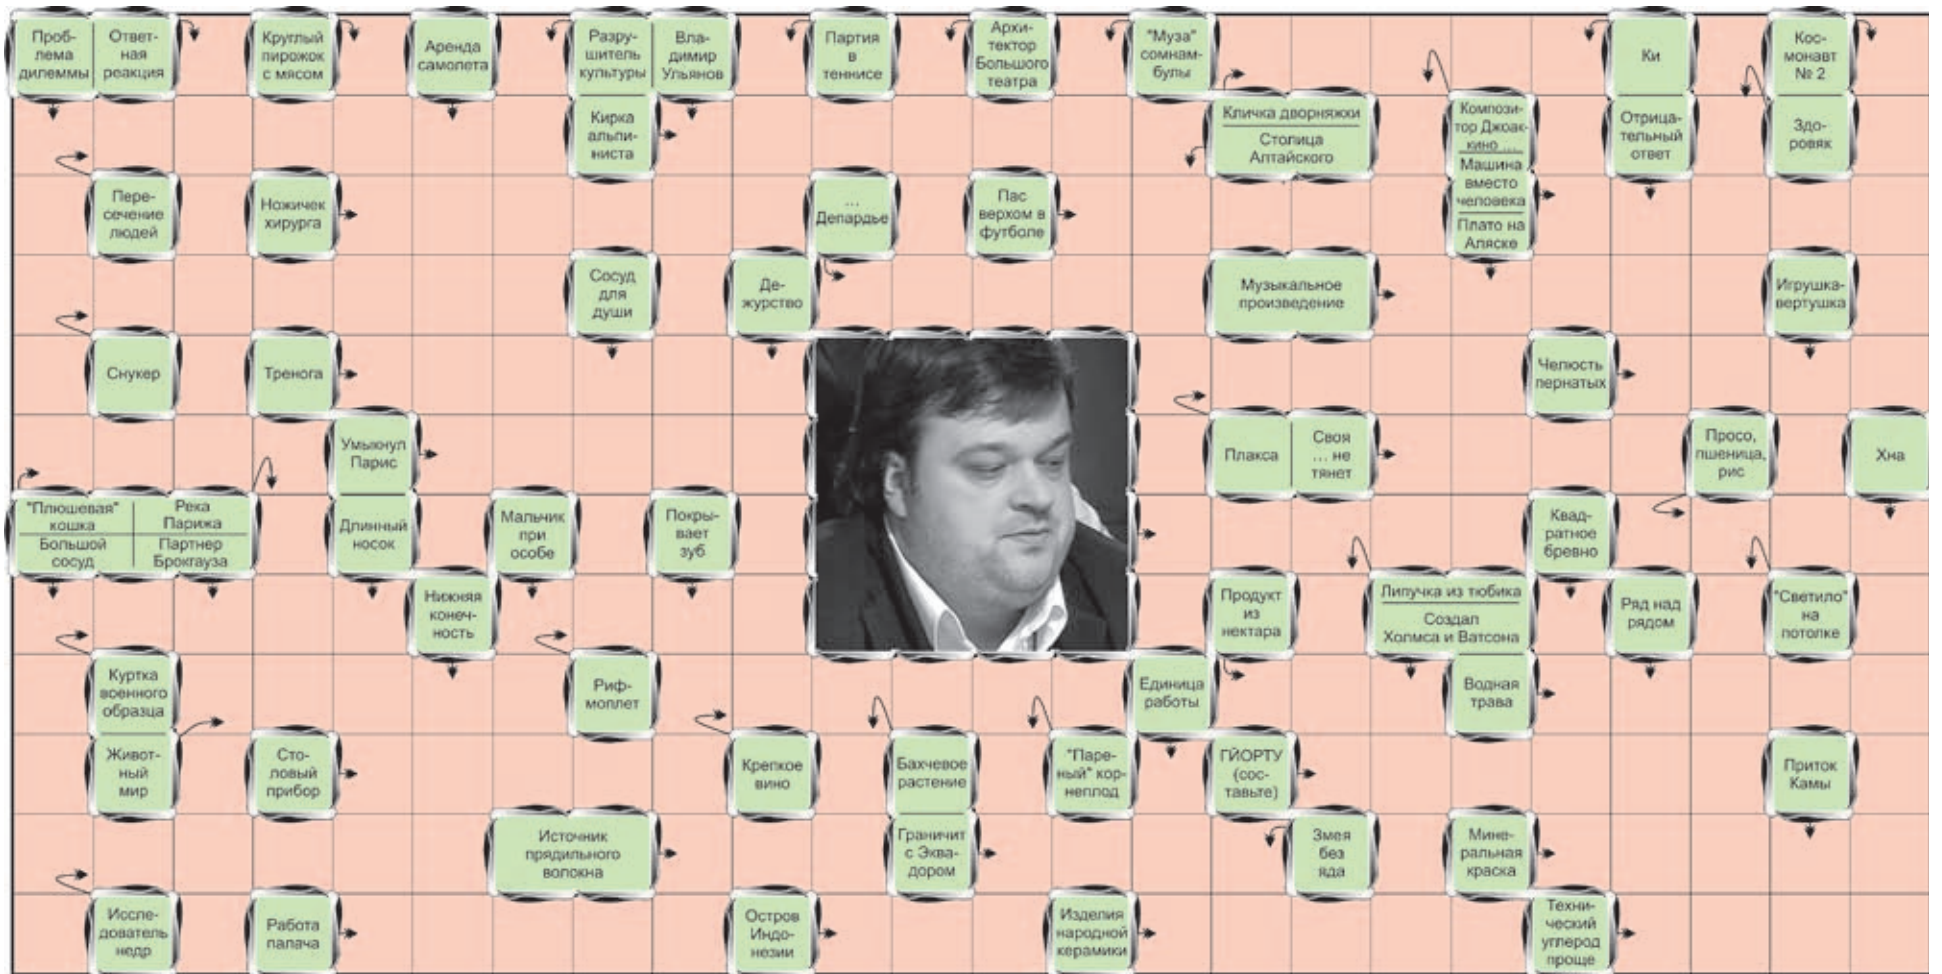 Проб-
лема
дилеммы
Ответ-
ная
реакция
Круглый
пирожок
с мясом
Аренда
самолета
Разру-
шитель
культуры
Вла-
димир
Ульянов
Партия
в
теннисе
Архи-
тектор
Большого
театра
"Муза"
сомнам-
булы
Ки
Кос-
монавт
№ 2
Кирка
альпи-
ниста
Кличка дворняжки
Столица
Алтайского
Компози-
тор Джоак-
кино ...
Машина
вместо
человека
Плато на
Аляске
Отрица-
тельный
ответ
Здо-
ровяк
Пере-
сечение
людей
Ножичек
хирурга
...
Депардье
Пас
верхом в
футболе
Сосуд
для
души
Де-
журство
Музыкальное
произведение
Игрушка-
вертушка
Снукер
Тренога
Челюсть
пернатых
Умыкнул
Парис
Плакса
Своя
... не
тянет
Просо,
пшеница,
рис
Хна
"Плюшевая"
кошка
Большой
сосуд
Река
Парижа
Партнер
Брокгауза
Длинный
носок
Мальчик
при
особе
Покры-
вает
зуб
Квад-
ратное
бревно
Нижняя
конеч-
ность
Продукт
из
нектара
Липучка из тюбика
Создал
Холмса и Ватсона
Ряд над
рядом
"Светило"
на
потолке
Куртка
военного
образца
Риф-
моплет
Единица
работы
Водная
трава
Живот-
ный
мир
Сто-
ловый
прибор
Крепкое
вино
Бахчевое
растение
"Паре-
ный" кор-
неплод
ГЙОРТУ
(сос-
тавьте)
Приток
Камы
Источник
прядильного
волокна
Граничит
с Эква-
дором
Змея
без
яда
Мине-
ральная
краска
Иссле-
дователь
недр
Работа
палача
Остров
Индо-
незии
Изделия
народной
керамики
Техни-
ческий
углерод
проще